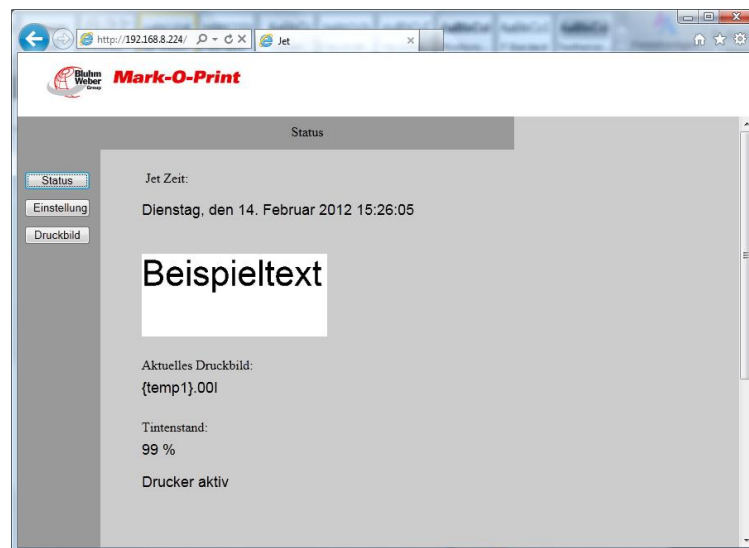 http://192.168.8.224/
Jet
Bluhm
Weber
Group
Mark-O-Print
Status
Status
Einstellung
Druckbild
Jet Zeit:
Dienstag, den 14. Februar 2012 15:26:05
Beispieltext
Aktuelles Druckbild:
{temp1}.00I
Tintenstand:
99 %
Drucker aktiv